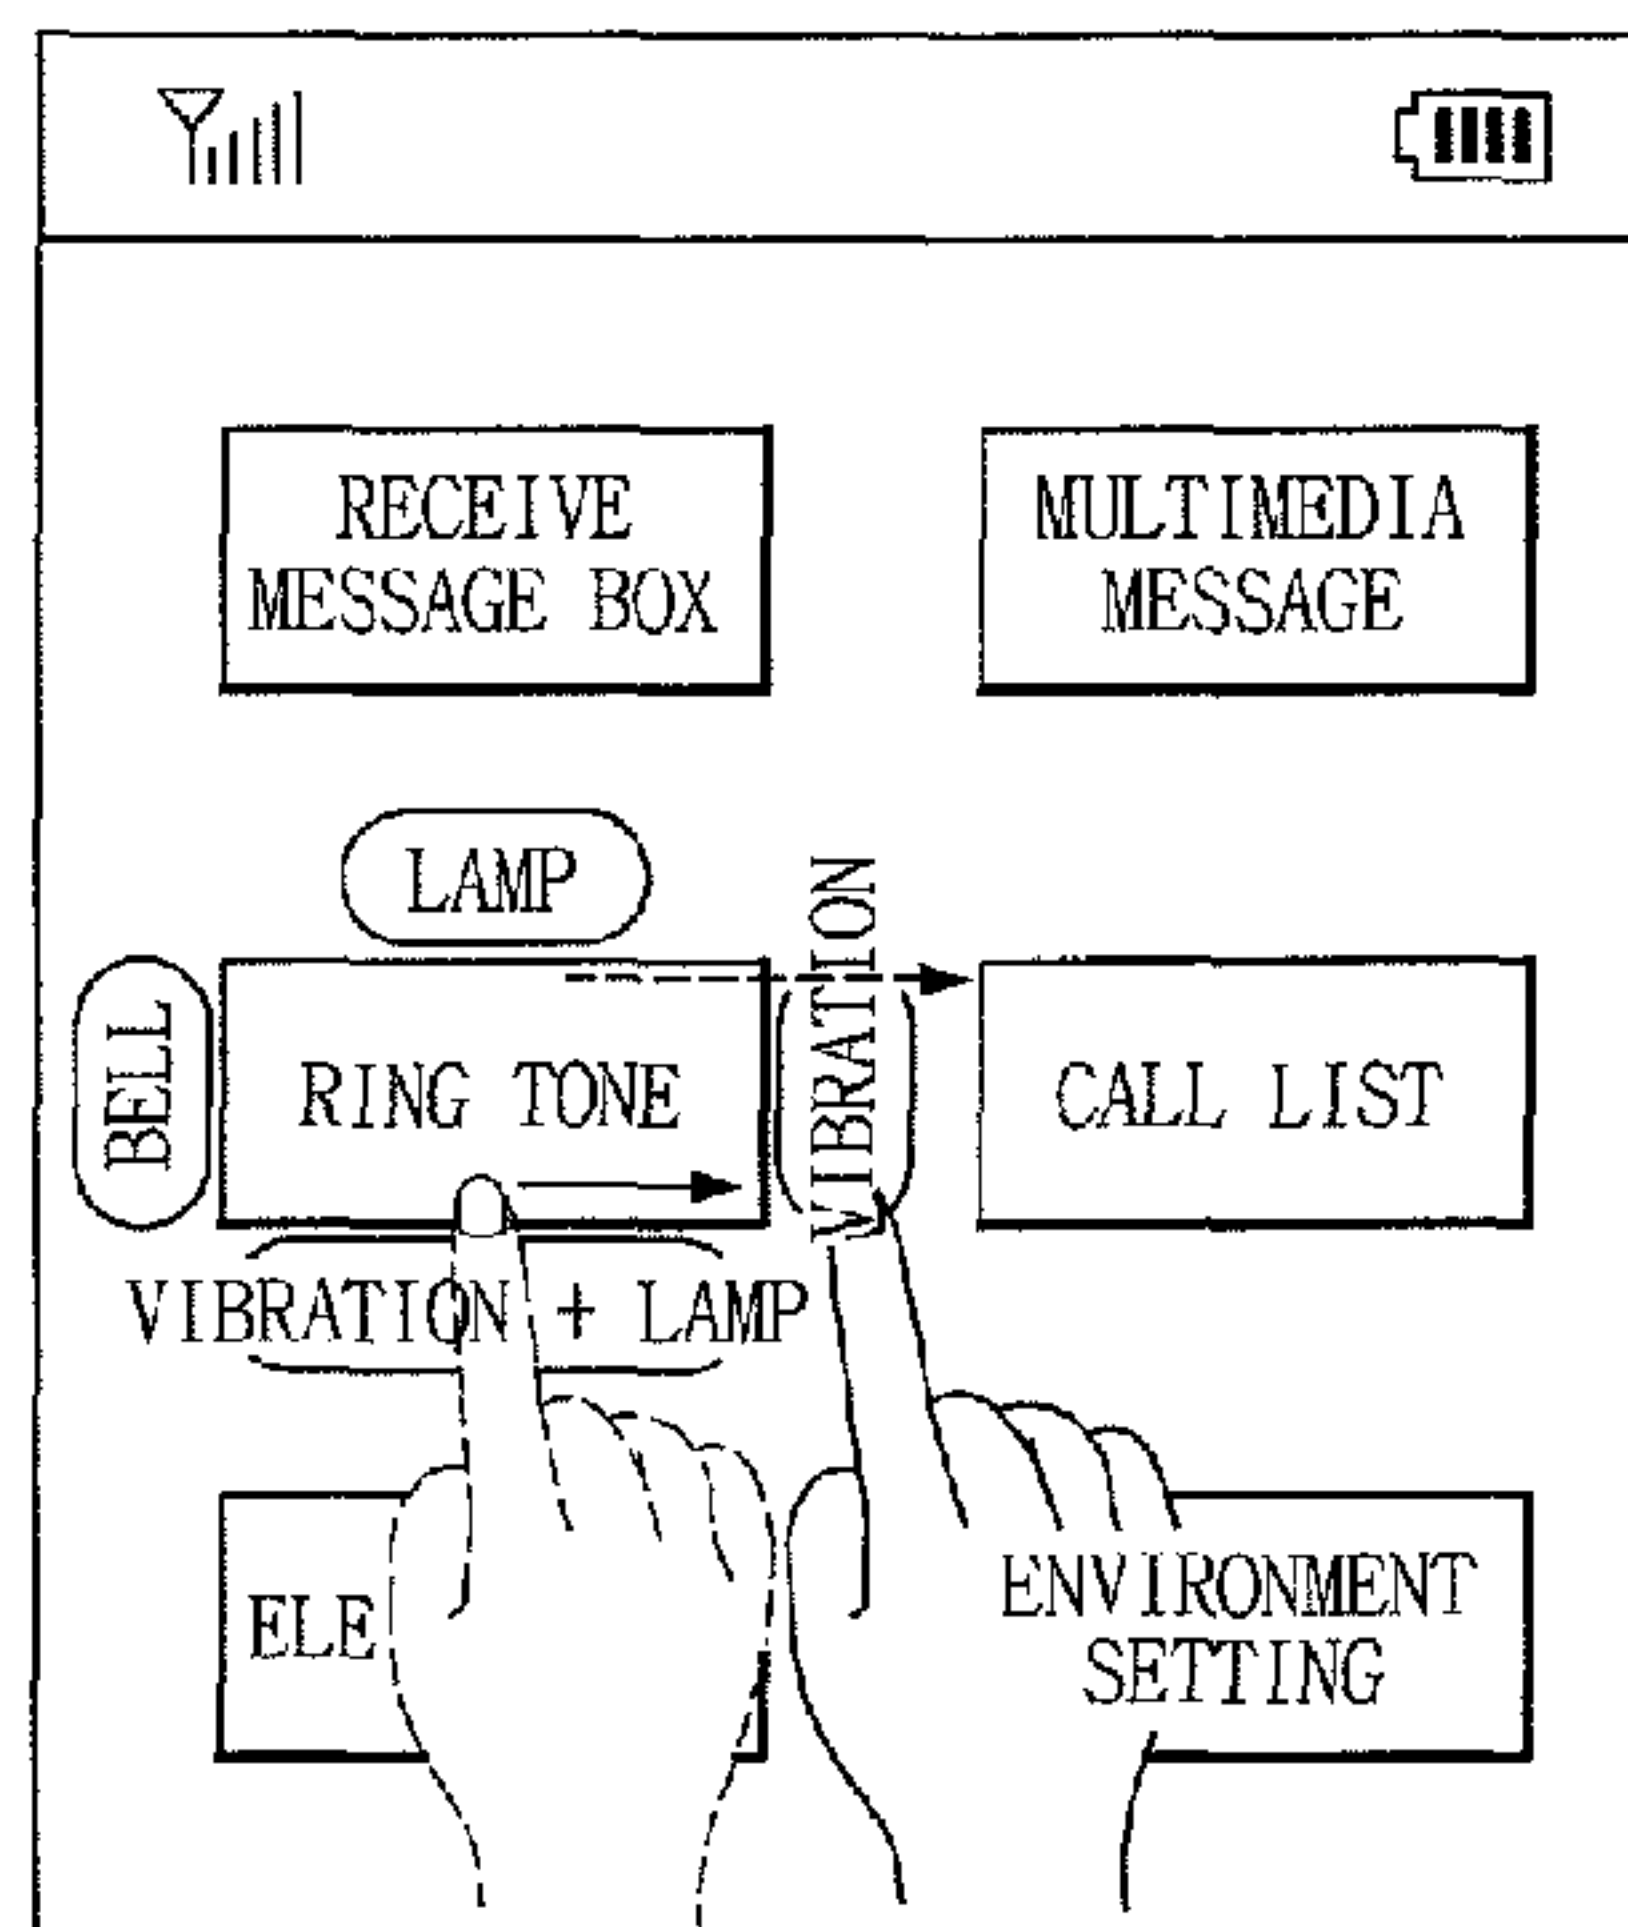 RECEIVE
MESSAGE BOX
MULTIMEDIA
MESSAGE
LAMP
BELL
RING TONE
VIBRATION
CALL LIST
VIBRATION + LAMP
ELE
ENVIRONMENT
SETTING